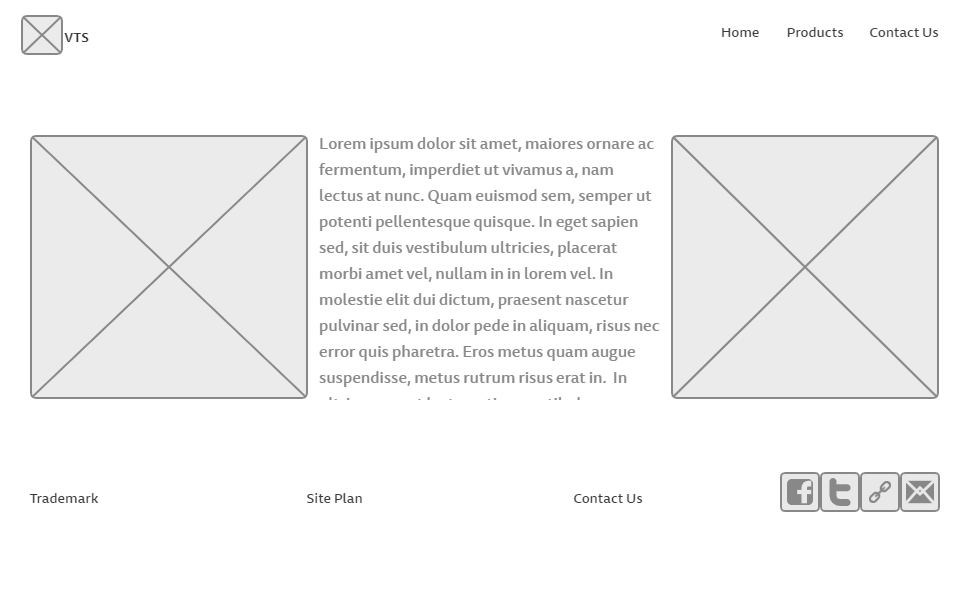 VTS
Home Products Contact Us
Lorem ipsum dolor sit amet, maiores ornare ac
fermentum, imperdiet ut vivamus a, nam
lectus at nunc. Quam euismod sem, semper ut
potenti pellentesque quisque. In eget sapien
sed, sit duis vestibulum ultricies, placerat
morbi amet vel, nullam in in lorem vel. In
molestie elit dui dictum, praesent nascetur
pulvinar sed, in dolor pede in aliquam, risus nec
error quis pharetra. Eros metus quam augue
suspendisse, metus rutrum risus erat in.  In
Trademark Site Plan Contact Us